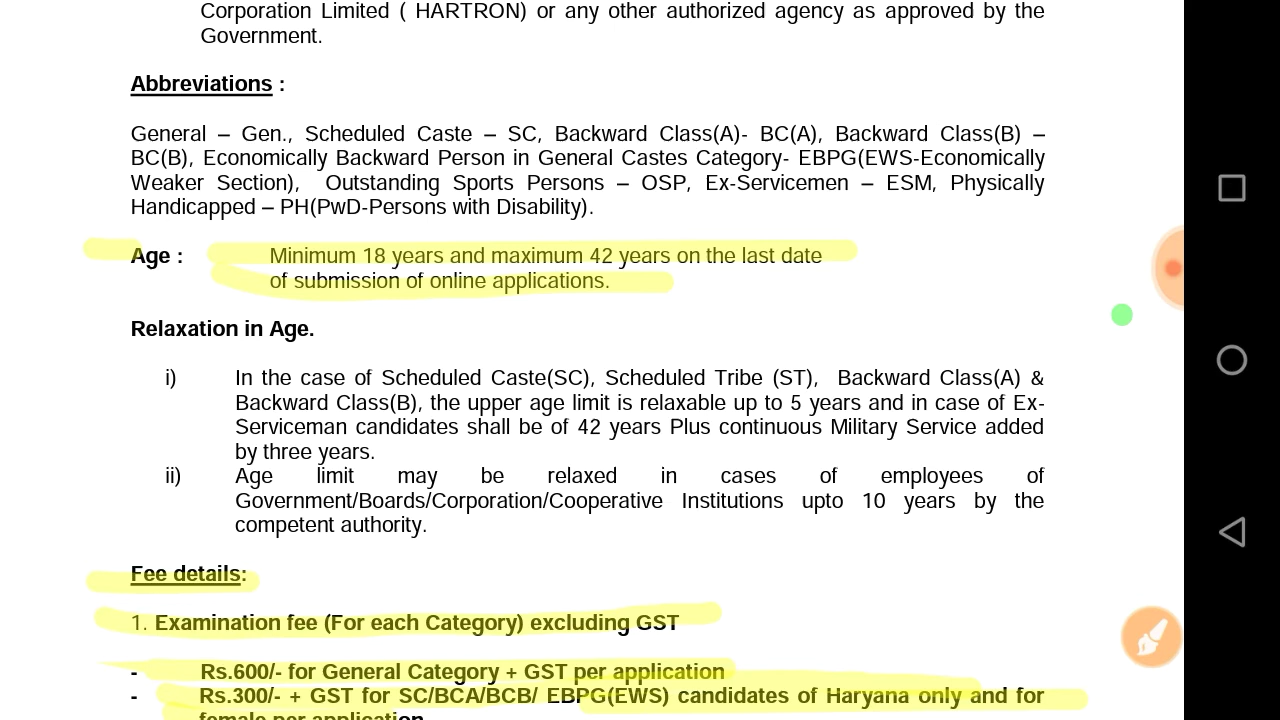 Corporation Limited ( HARTRON) or any other authorized agency as approved by the
Government.
Abbreviations :
General – Gen., Scheduled Caste – SC, Backward Class(A)- BC(A), Backward Class(B) –
BC(B), Economically Backward Person in General Castes Category- EBPG(EWS-Economically
Weaker Section), Outstanding Sports Persons – OSP, Ex-Servicemen – ESM, Physically
Handicapped – PH(PwD-Persons with Disability).
Age : Minimum 18 years and maximum 42 years on the last date
of submission of online applications.
Relaxation in Age.
i) In the case of Scheduled Caste(SC), Scheduled Tribe (ST), Backward Class(A) &
Backward Class(B), the upper age limit is relaxable up to 5 years and in case of Ex-
Serviceman candidates shall be of 42 years Plus continuous Military Service added
by three years.
ii) Age limit may be relaxed in cases of employees of
Government/Boards/Corporation/Cooperative Institutions upto 10 years by the
competent authority.
Fee details:
1. Examination fee (For each Category) excluding GST
- Rs.600/- for General Category + GST per application
- Rs.300/- + GST for SC/BCA/BCB/ EBPG(EWS) candidates of Haryana only and for
female per application